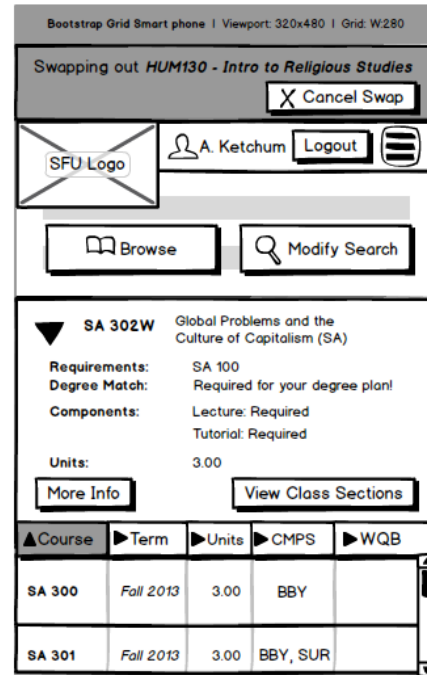 Bootstrap Grid Smart phone | Viewport: 320x480 | Grid: W:280
Swapping out HUM130 - Intro to Religious Studies
X Cancel Swap
SFU Logo
A. Ketchum
Logout
Browse
Modify Search
SA 302W
Global Problems and the
Culture of Capitalism (SA)
Requirements: SA 100
Degree Match: Required for your degree plan!
Components: Lecture: Required
Tutorial: Required
Units: 3.00
More Info
View Class Sections
Course Term Units CMPS WQB
SA 300 Fall 2013 3.00 BBY
SA 301 Fall 2013 3.00 BBY, SUR